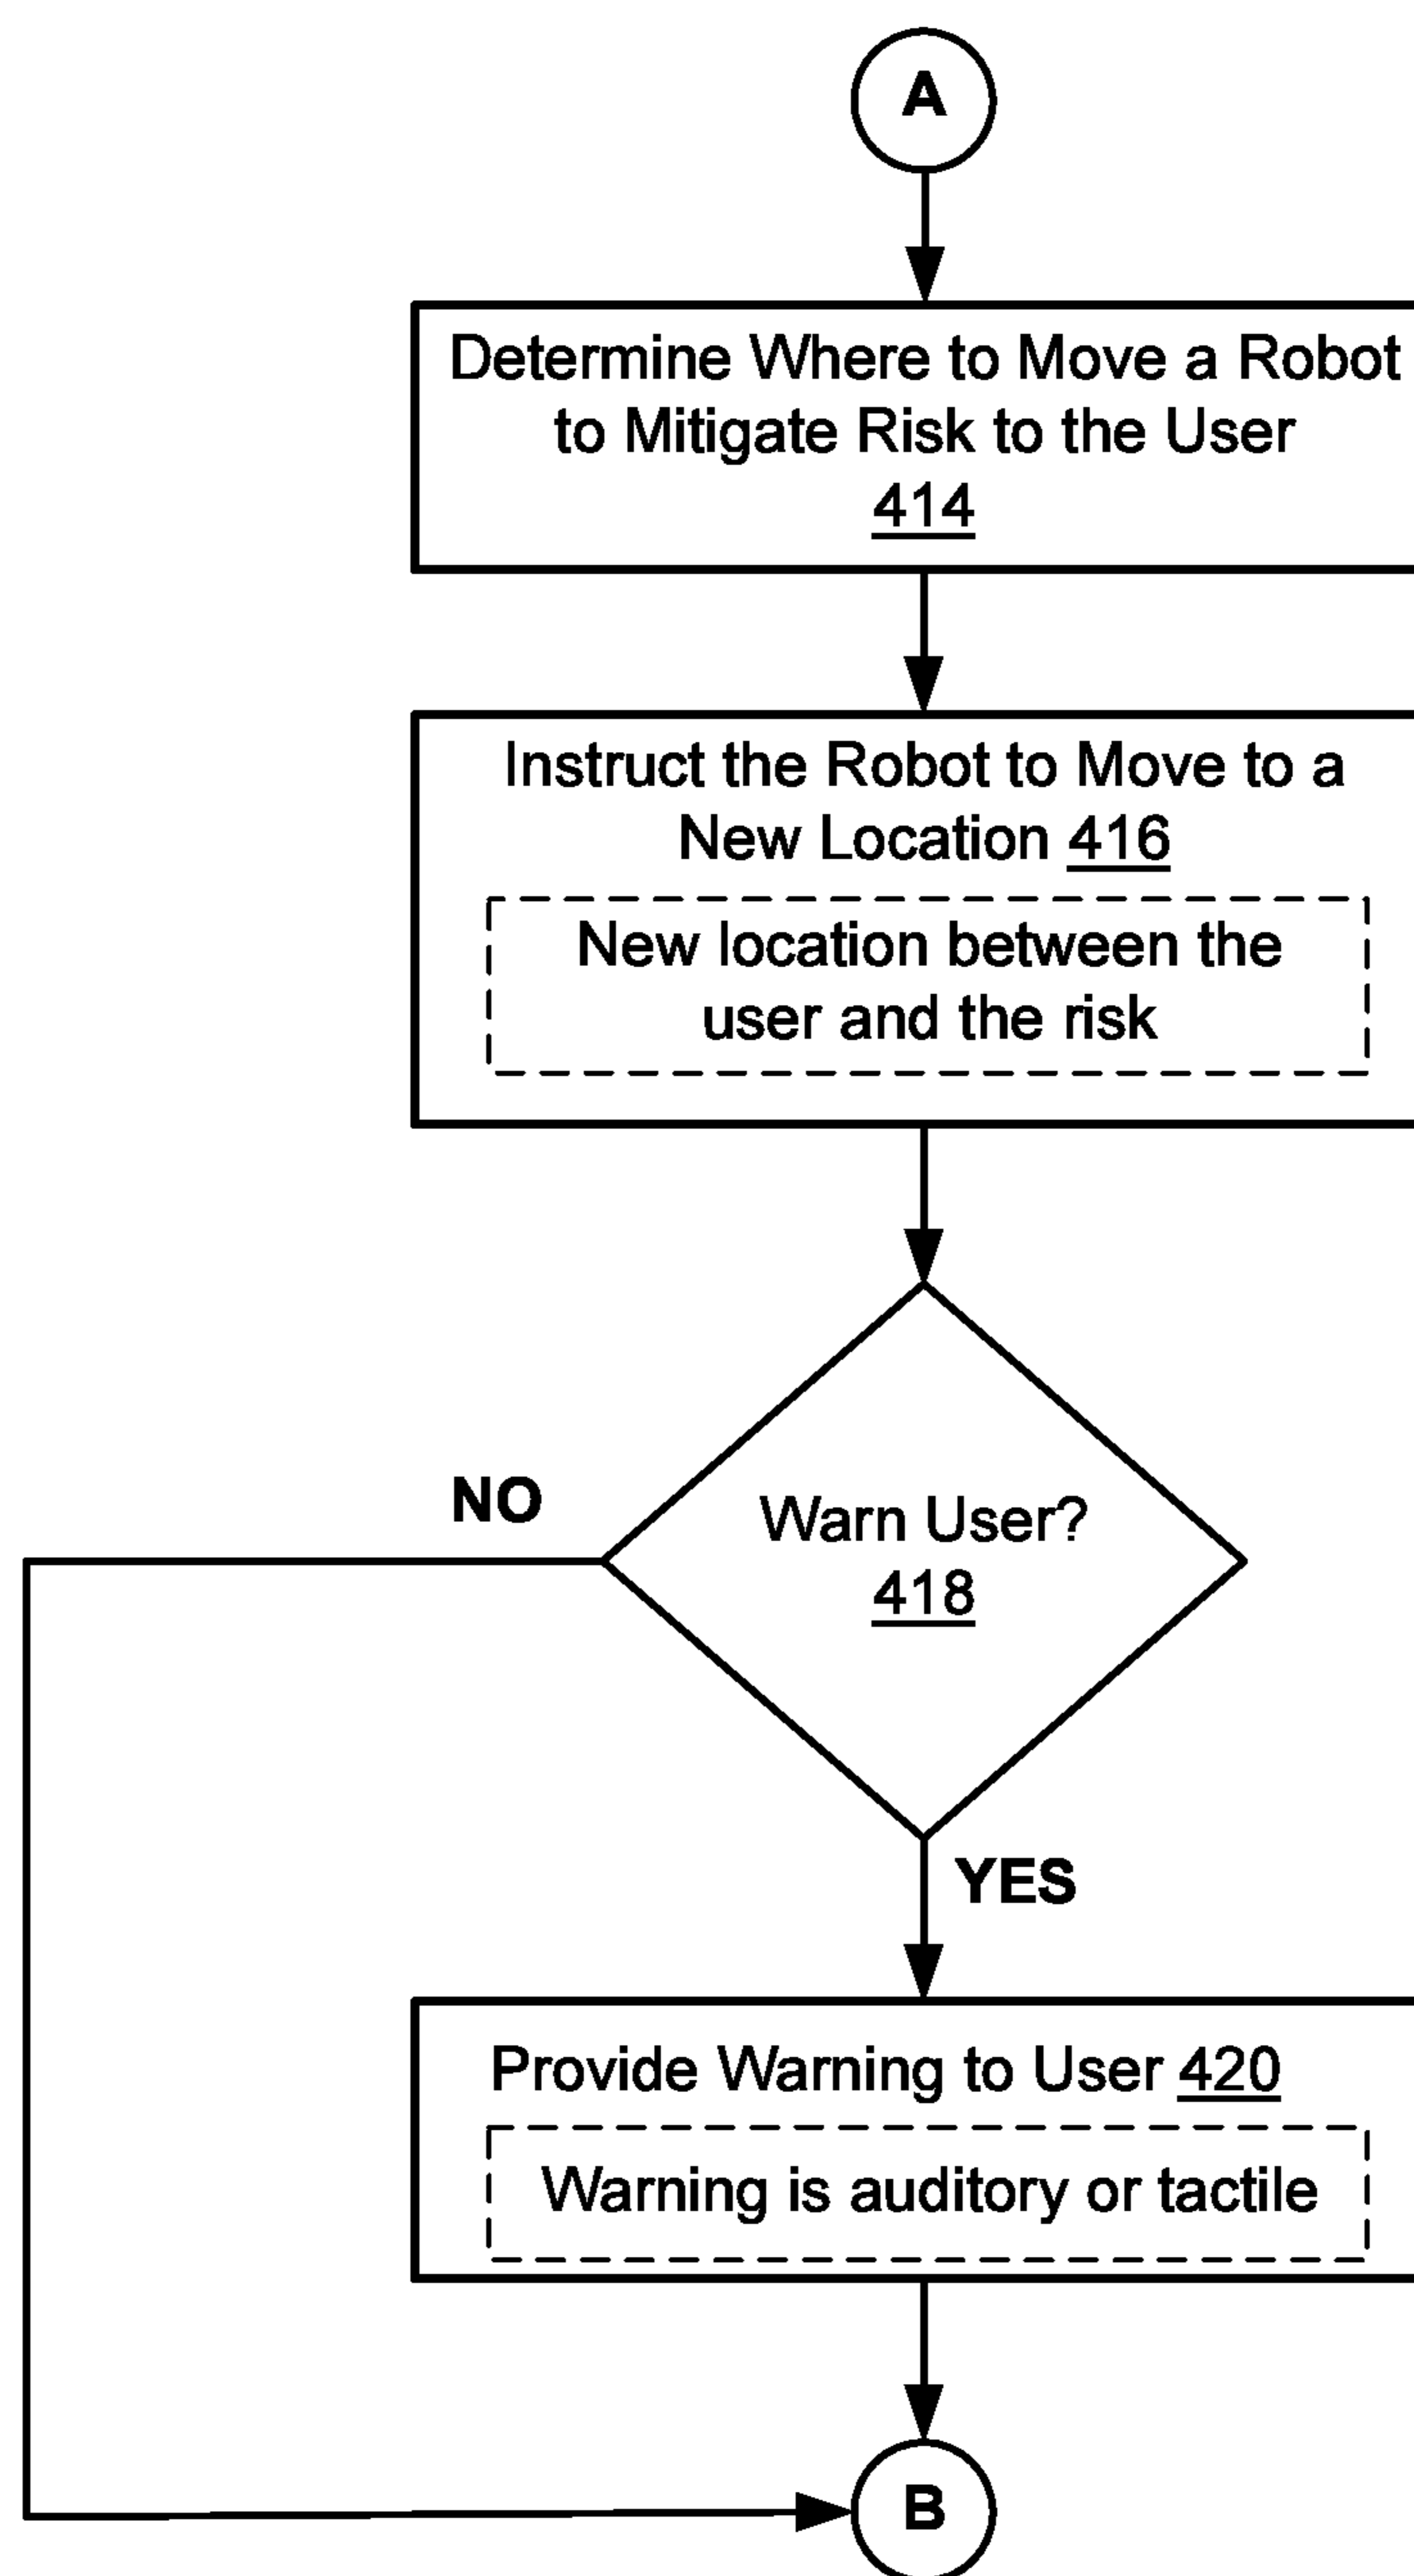 A
Determine Where to Move a Robot
to Mitigate Risk to the User
414
Instruct the Robot to Move to a
New Location 416
New location between the
user and the risk
NO
Warn User?
418
YES
Provide Warning to User 420
Warning is auditory or tactile
B